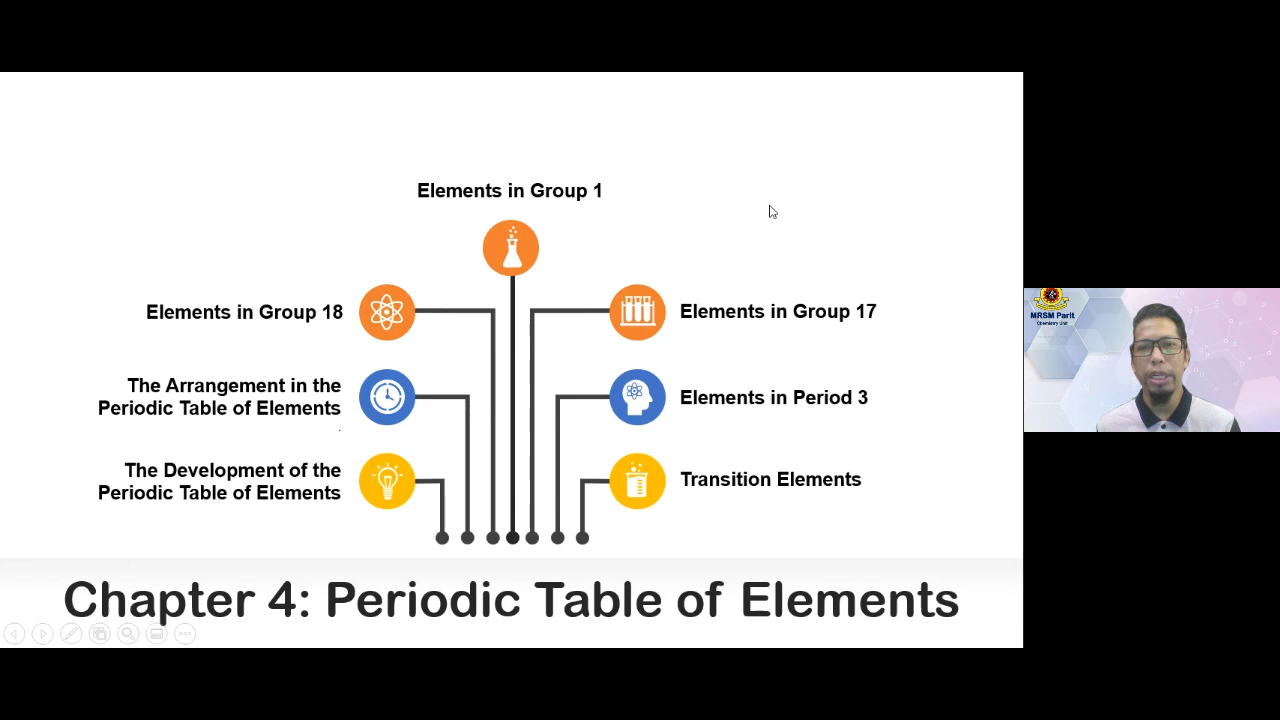 Elements in Group 1
Elements in Group 18
Elements in Group 17
The Arrangement in the
Periodic Table of Elements
Elements in Period 3
The Development of the
Periodic Table of Elements
Transition Elements
Chapter 4: Periodic Table of Elements
MRSM Parit
Chemistry Unit